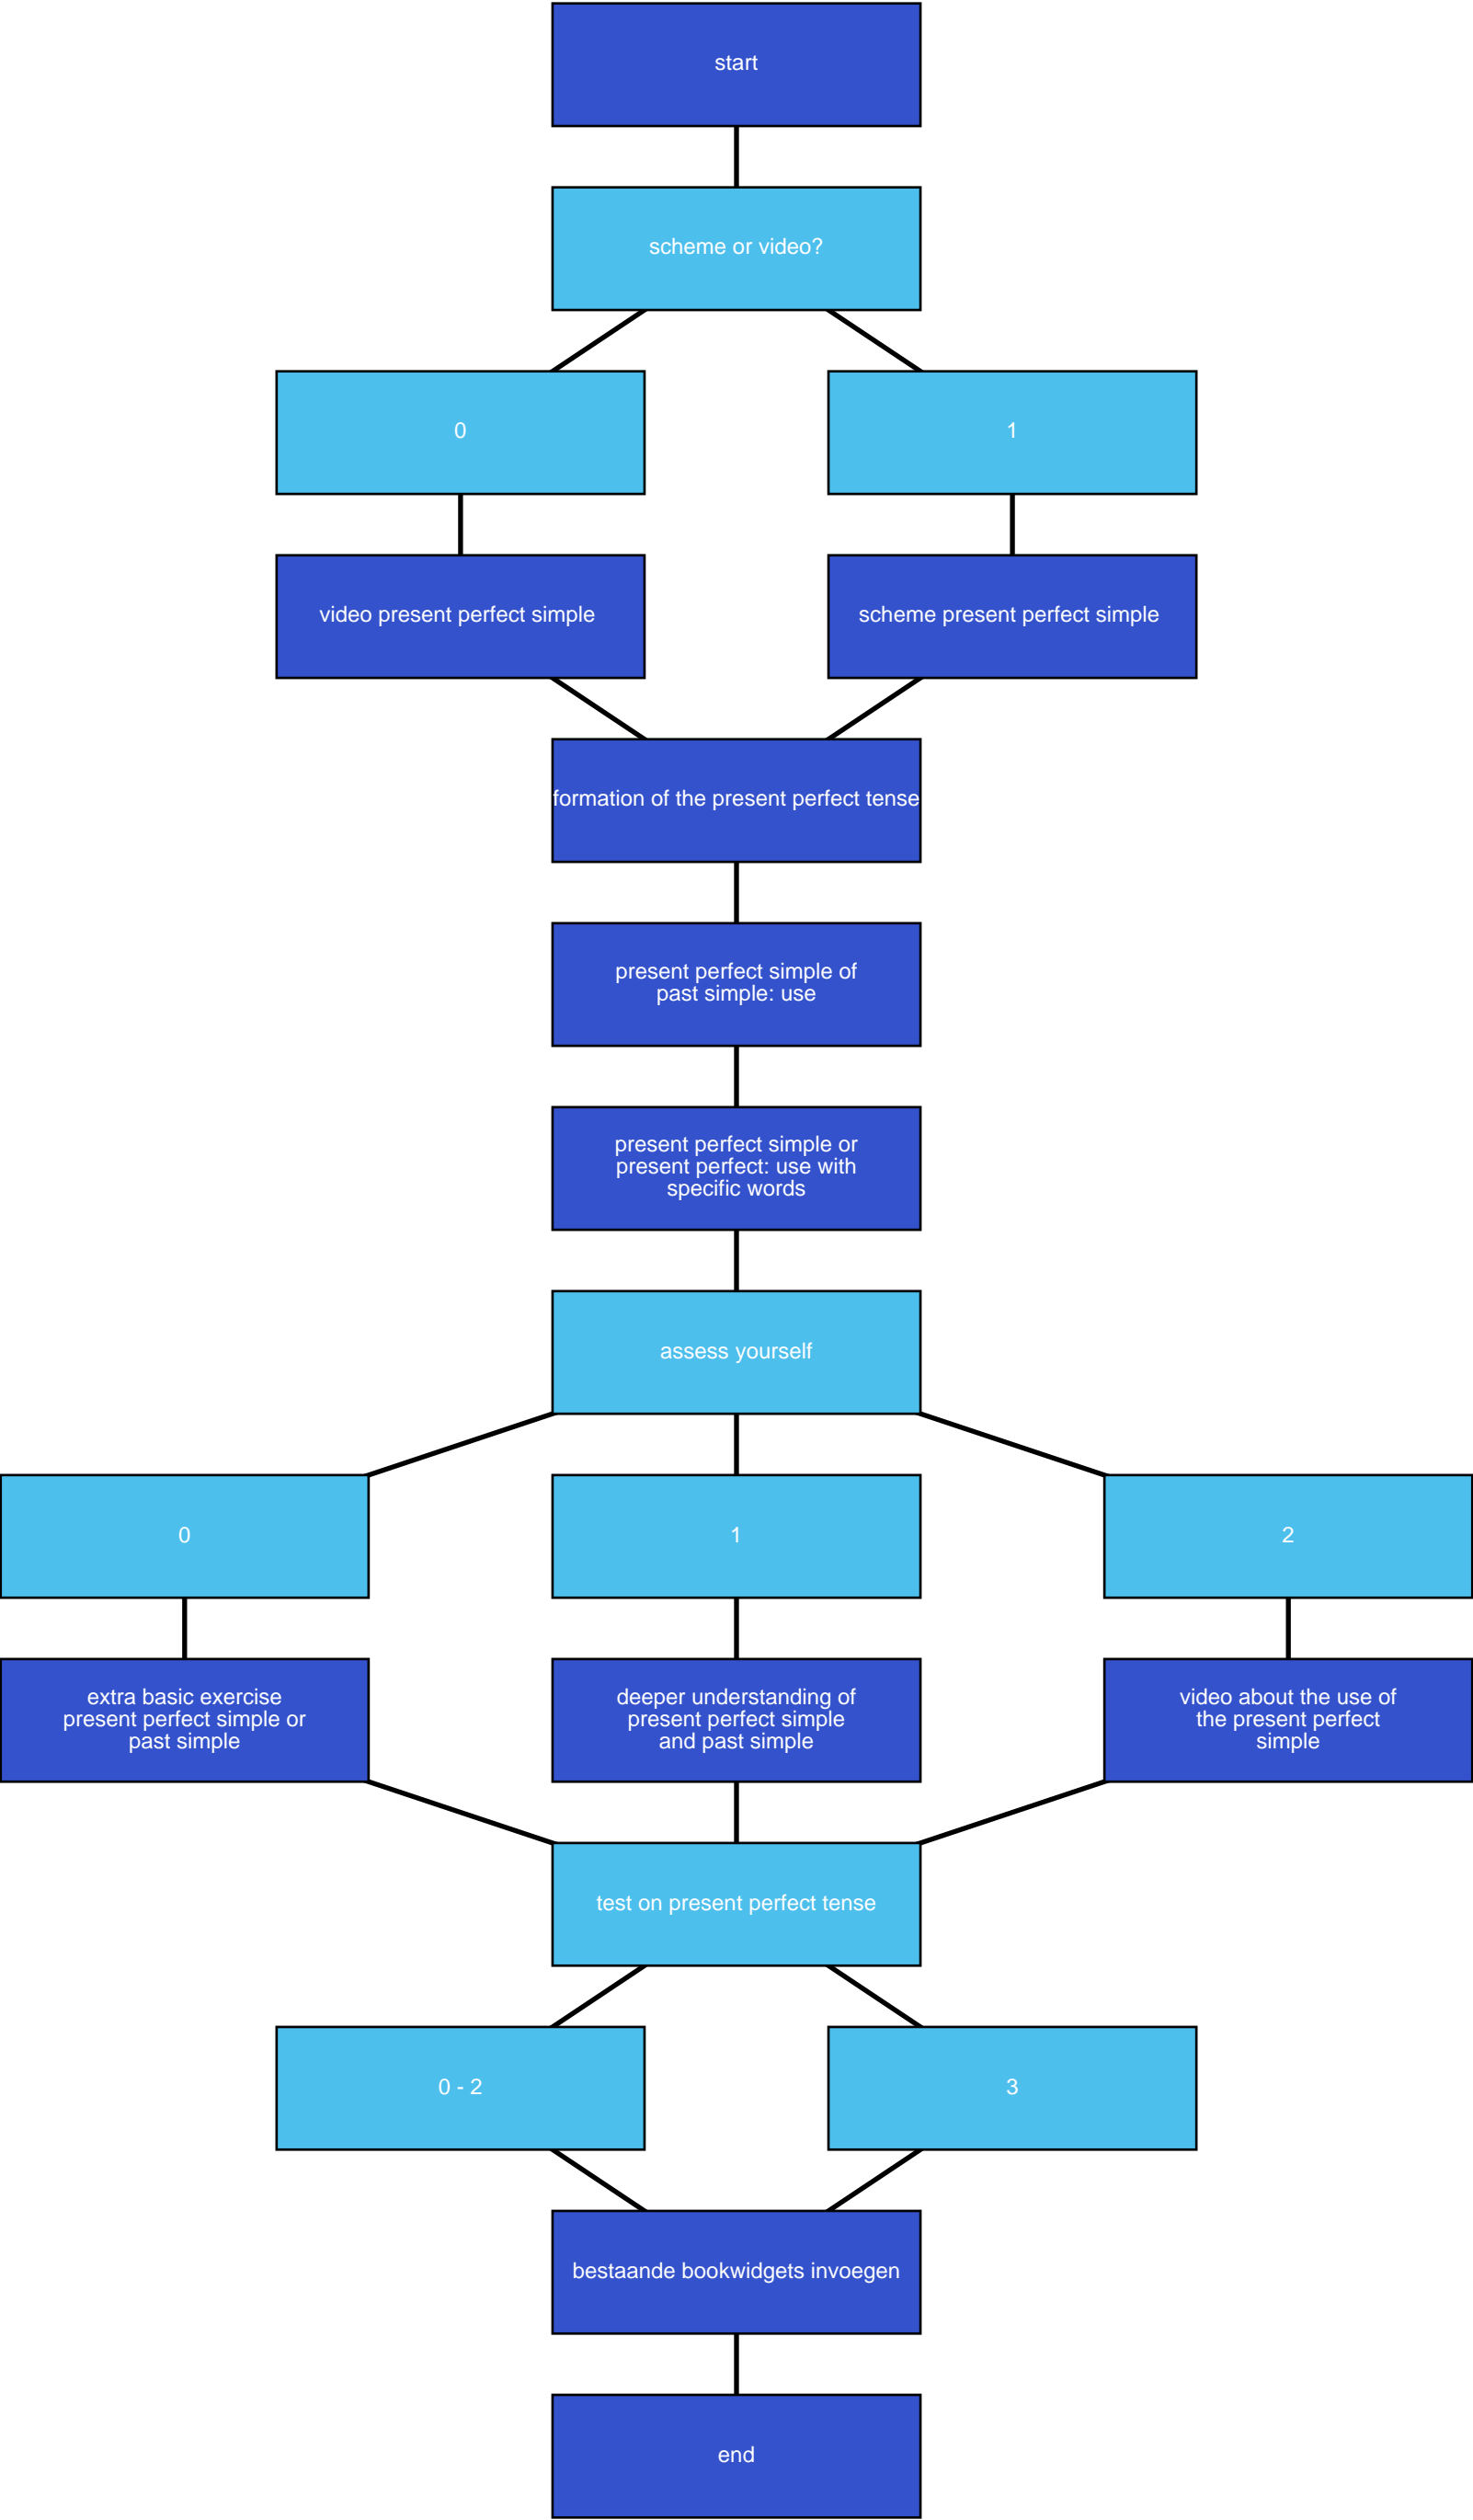 start
scheme or video?
0
1
video present perfect simple
scheme present perfect simple
formation of the present perfect tense
present perfect simple of
past simple: use
present perfect simple or
present perfect: use with
specific words
assess yourself
0
1
2
extra basic exercise
present perfect simple or
past simple
deeper understanding of
present perfect simple
and past simple
video about the use of
the present perfect
simple
test on present perfect tense
0 - 2
3
bestaande bookwidgets invoegen
end